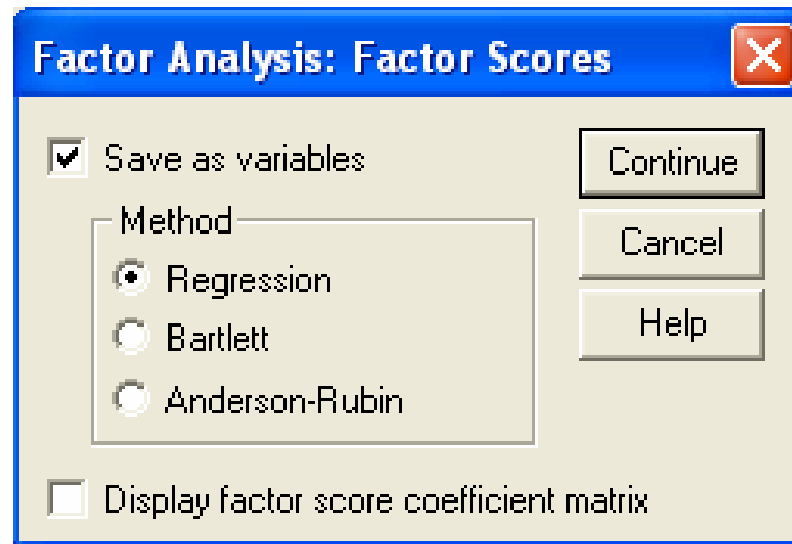 Factor Analysis: Factor Scores
Save as variables
Method
Regression
Bartlett
Anderson-Rubin
Display factor score coefficient matrix
Continue
Cancel
Help